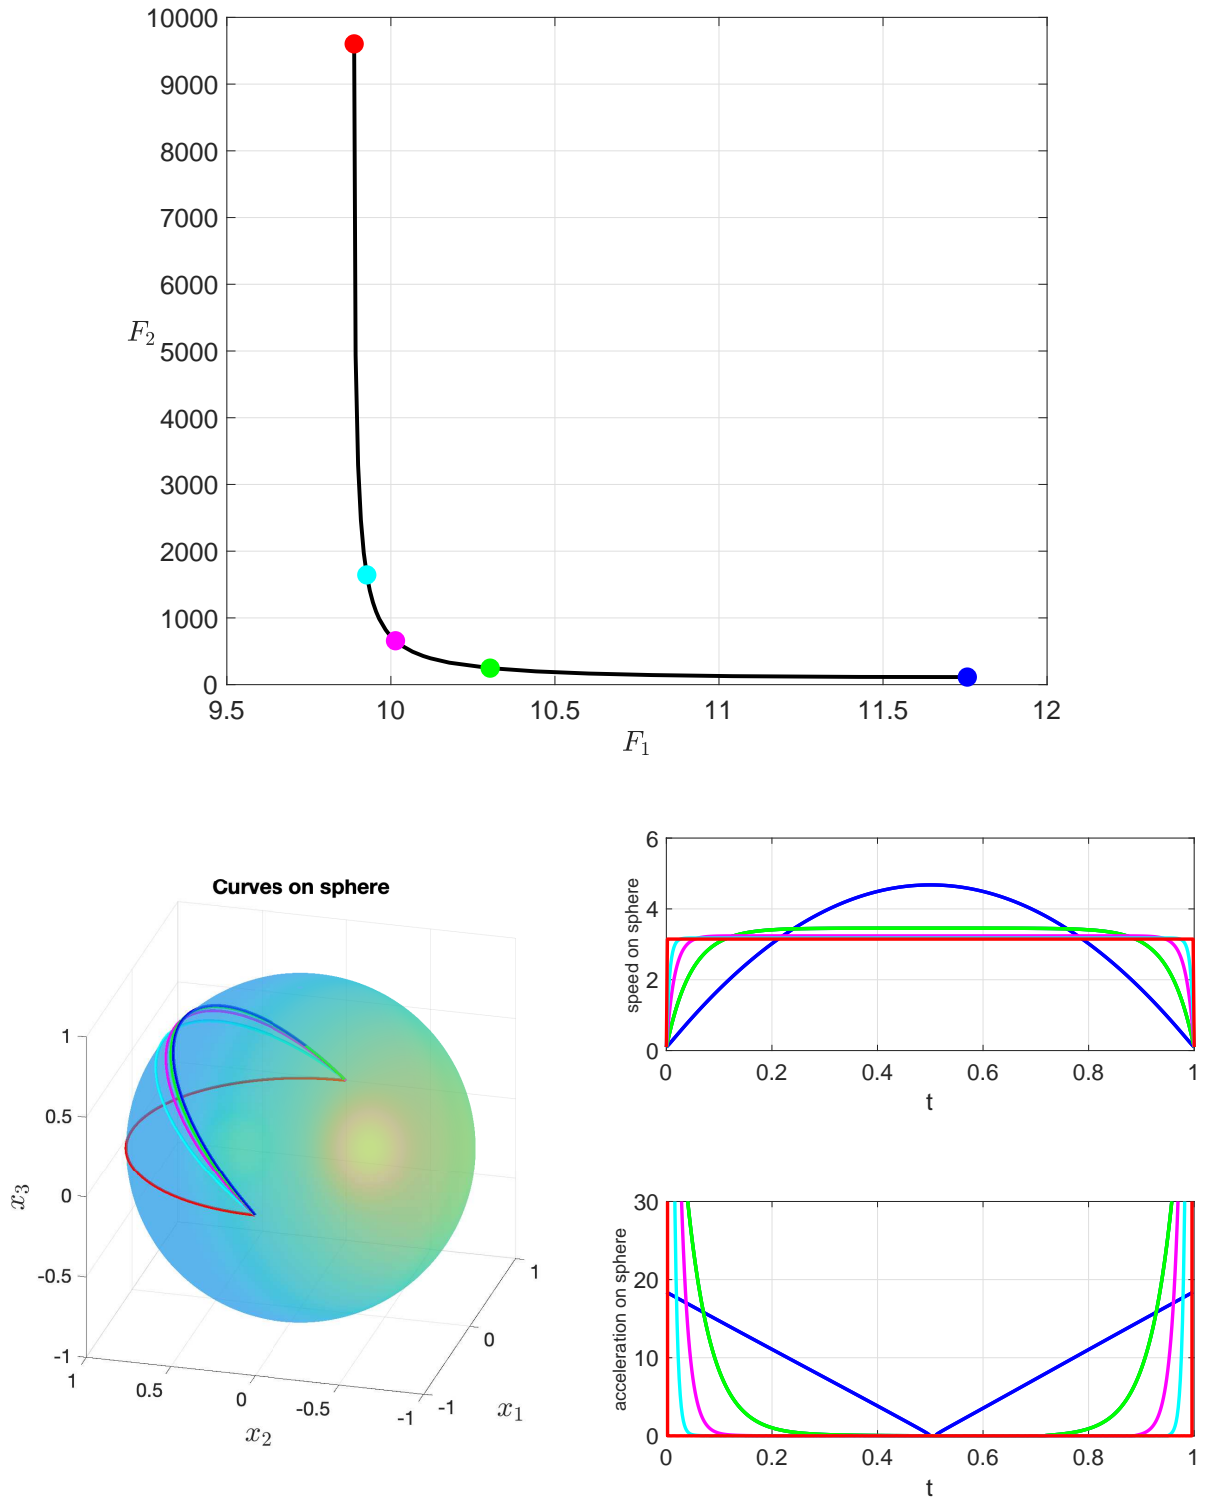 10000
9000
8000
7000
6000
F₂
5000
4000
3000
2000
1000
0
9.5 10 10.5 11 11.5 12
F₁
Curves on sphere
1
0.5
0
-0.5
-1
x₃
1 0.5 0 -0.5 -1
x₂
-1 0 1
x₁
6
4
2
0
speed on sphere
0 0.2 0.4 0.6 0.8 1
t
30
20
10
0
acceleration on sphere
0 0.2 0.4 0.6 0.8 1
t